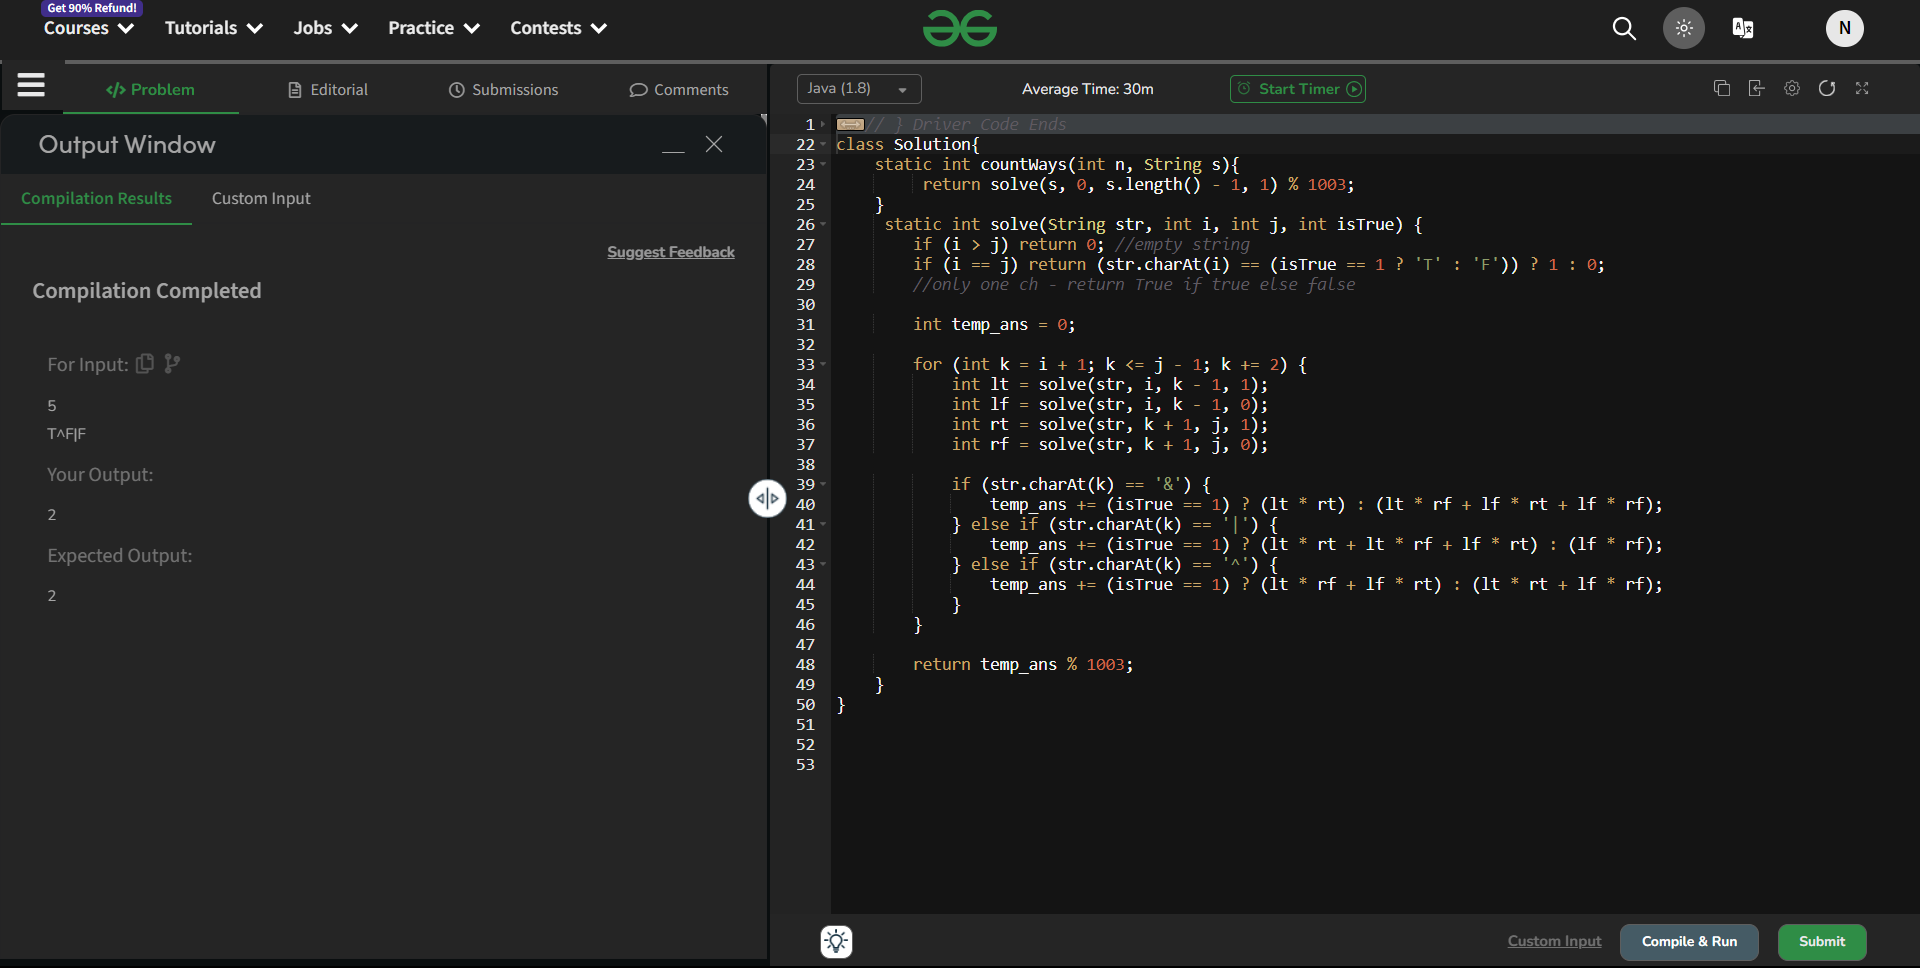 Get 90% Refund!
Courses Tutorials Jobs Practice Contests
N
Problem Editorial Submissions Comments
Output Window
Compilation Results Custom Input
Suggest Feedback
Compilation Completed
For Input:
5
T^F|F
Your Output:
2
Expected Output:
2
Java (1.8) Average Time: 30m Start Timer
1 // } Driver Code Ends
22 class Solution{
23     static int countWays(int n, String s){
24          return solve(s, 0, s.length() - 1, 1) % 1003;
25     }
26      static int solve(String str, int i, int j, int isTrue) {
27         if (i > j) return 0; //empty string
28         if (i == j) return (str.charAt(i) == (isTrue == 1 ? 'T' : 'F')) ? 1 : 0;
29         //only one ch - return True if true else false
30
31         int temp_ans = 0;
32
33         for (int k = i + 1; k <= j - 1; k += 2) {
34             int lt = solve(str, i, k - 1, 1);
35             int lf = solve(str, i, k - 1, 0);
36             int rt = solve(str, k + 1, j, 1);
37             int rf = solve(str, k + 1, j, 0);
38
39             if (str.charAt(k) == '&') {
40                 temp_ans += (isTrue == 1) ? (lt * rt) : (lt * rf + lf * rt + lf * rf);
41             } else if (str.charAt(k) == '|') {
42                 temp_ans += (isTrue == 1) ? (lt * rt + lt * rf + lf * rt) : (lf * rf);
43             } else if (str.charAt(k) == '^') {
44                 temp_ans += (isTrue == 1) ? (lt * rf + lf * rt) : (lt * rt + lf * rf);
45             }
46         }
47
48         return temp_ans % 1003;
49     }
50 }
51
52
53
Custom Input Compile & Run Submit